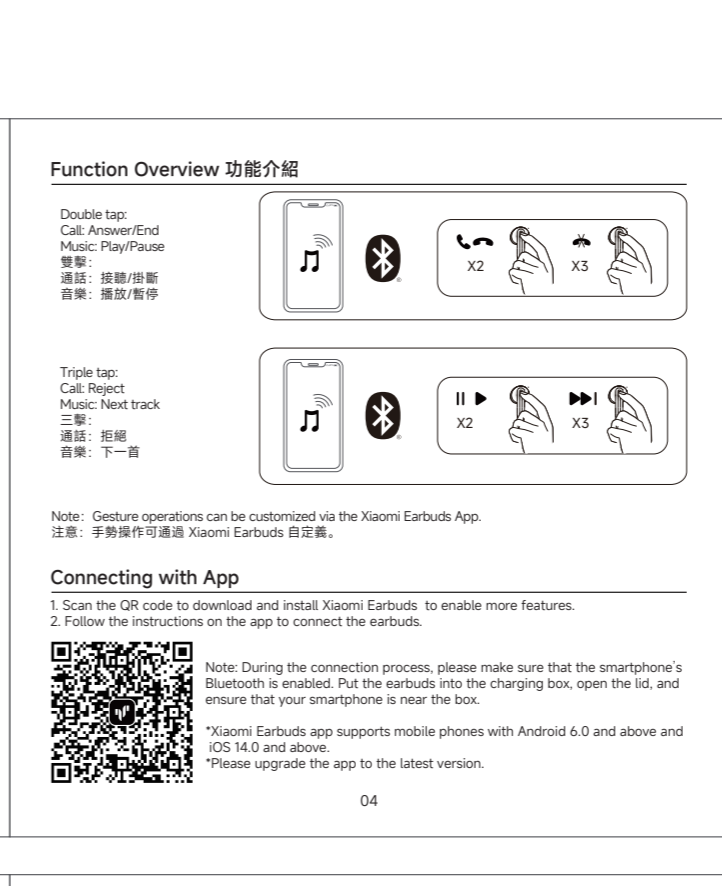 Function Overview 功能介紹
Double tap:
Call: Answer/End
Music: Play/Pause
雙擊：
通話：接聽/掛斷
音樂：播放/暫停
X2
X3
Triple tap:
Call: Reject
Music: Next track
三擊：
通話：拒絕
音樂：下一首
X2
X3
Note：Gesture operations can be customized via the Xiaomi Earbuds App.
注意：手勢操作可通過 Xiaomi Earbuds 自定義。
Connecting with App
1. Scan the QR code to download and install Xiaomi Earbuds to enable more features.
2. Follow the instructions on the app to connect the earbuds.
Note: During the connection process, please make sure that the smartphone's
Bluetooth is enabled. Put the earbuds into the charging box, open the lid, and
ensure that your smartphone is near the box.
*Xiaomi Earbuds app supports mobile phones with Android 6.0 and above and
iOS 14.0 and above.
*Please upgrade the app to the latest version.
04